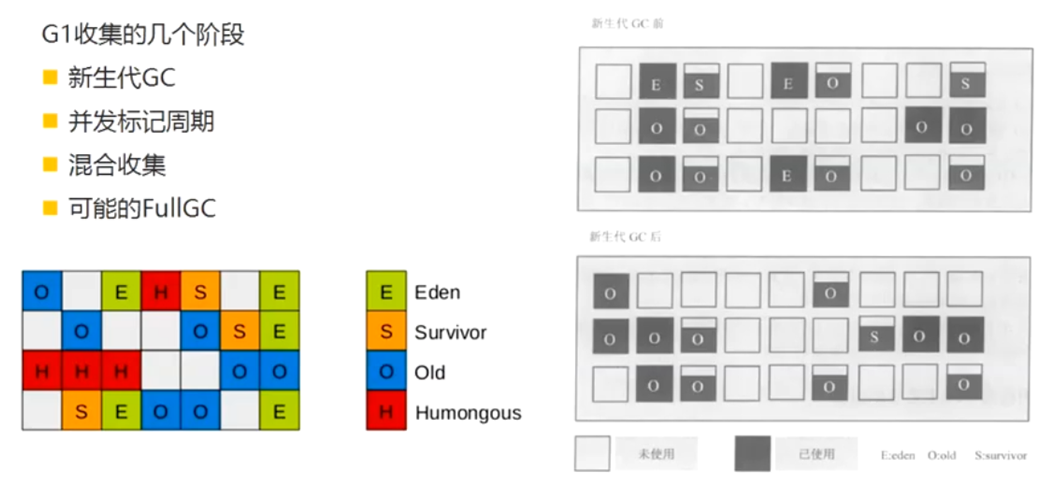 G1收集的几个阶段
新生代GC
并发标记周期
混合收集
可能的FullGC
O E H S E
O O S E
H H H O O
S E O O E
E Eden
S Survivor
O Old
H Humongous
新生代 GC 前
E S E O S
O O O O
O O E O O
新生代 GC 后
O O
O O O S O O
O O O O
未使用 已使用 E:eden O:old S:survivor